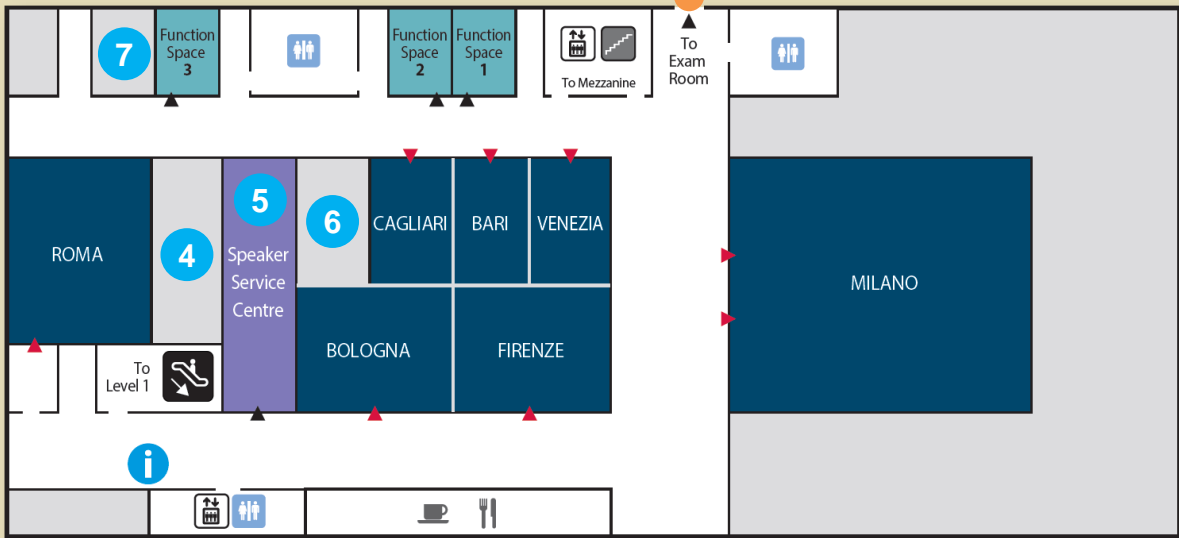 7
Function
Space
3
Function
Space
2
Function
Space
1
To Mezzanine
To
Exam
Room
ROMA
4
5
Speaker
Service
Centre
6
CAGLIARI
BARI
VENEZIA
MILANO
BOLOGNA
FIRENZE
To
Level 1
i